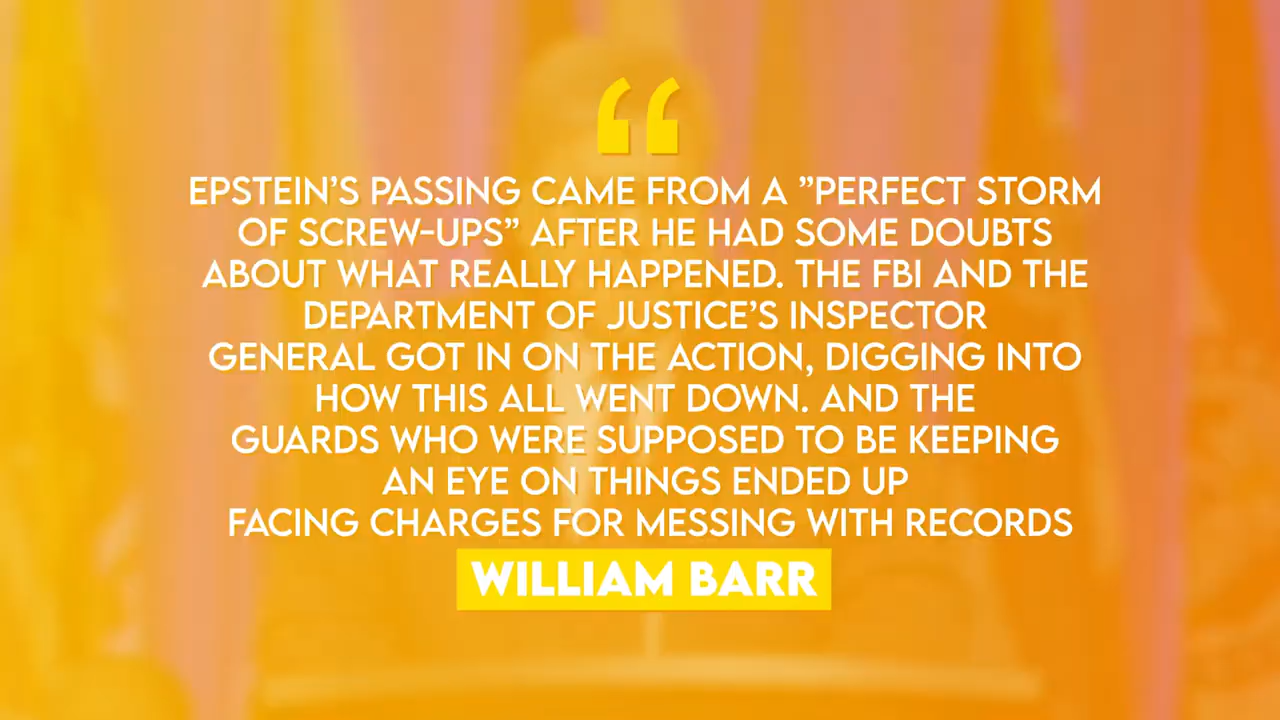 “
EPSTEIN’S PASSING CAME FROM A ”PERFECT STORM
OF SCREW-UPS” AFTER HE HAD SOME DOUBTS
ABOUT WHAT REALLY HAPPENED. THE FBI AND THE
DEPARTMENT OF JUSTICE’S INSPECTOR
GENERAL GOT IN ON THE ACTION, DIGGING INTO
HOW THIS ALL WENT DOWN. AND THE
GUARDS WHO WERE SUPPOSED TO BE KEEPING
AN EYE ON THINGS ENDED UP
FACING CHARGES FOR MESSING WITH RECORDS
WILLIAM BARR